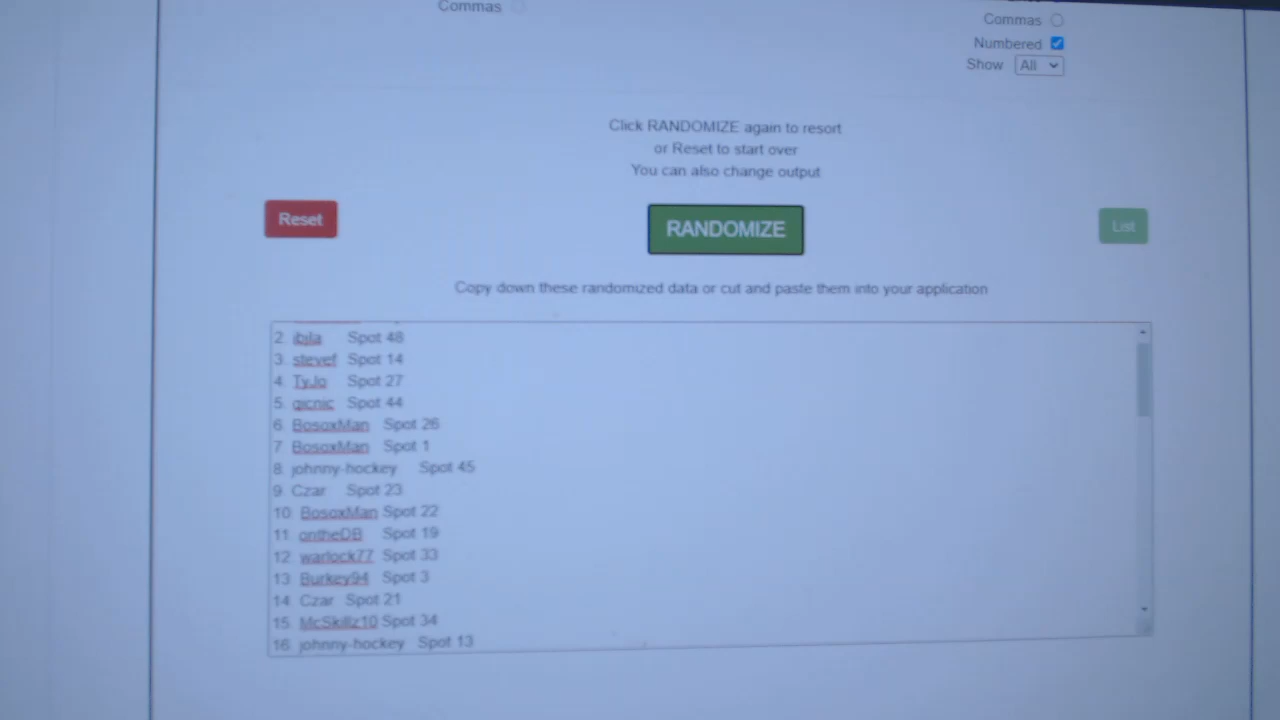 Commas
Commas
Numbered
Show All
Click RANDOMIZE again to resort
or Reset to start over
You can also change output
Reset
RANDOMIZE
List
Copy down these randomized data or cut and paste them into your application
2. ibjla Spot 48
3. stevef Spot 14
4. TyJo Spot 27
5. gicnic Spot 44
6. BosoxMan Spot 26
7. BosoxMan Spot 1
8. johnny-hockey Spot 45
9. Czar Spot 23
10. BosoxMan Spot 22
11. ontheDB Spot 19
12. warlock77 Spot 33
13. Burkey94 Spot 3
14. Czar Spot 21
15. McSkillz10 Spot 34
16. johnny-hockey Spot 13